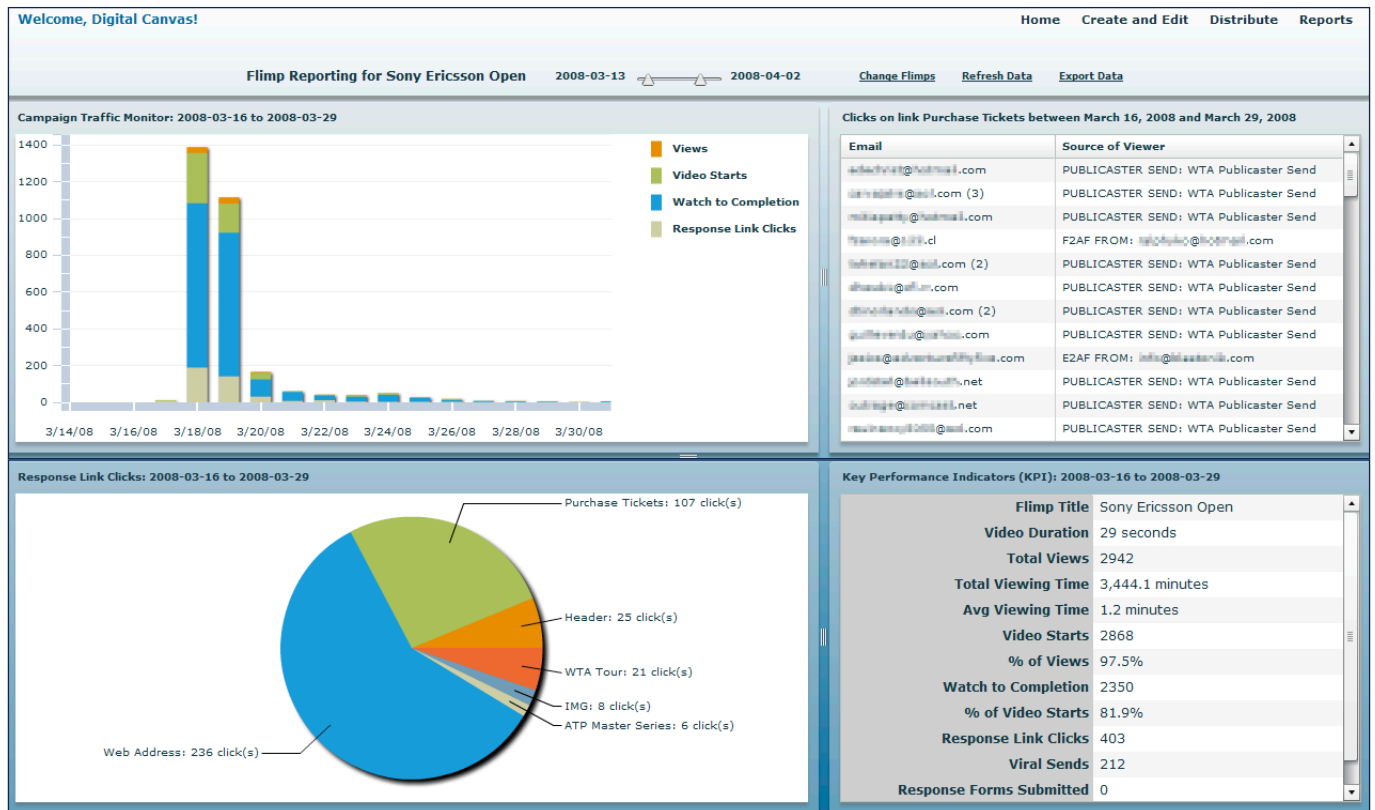 Welcome, Digital Canvas!
Home Create and Edit Distribute Reports
Flimp Reporting for Sony Ericsson Open 2008-03-13 2008-04-02 Change Flimps Refresh Data Export Data
Campaign Traffic Monitor: 2008-03-16 to 2008-03-29
1400
1200
1000
800
600
400
200
0
3/14/08 3/16/08 3/18/08 3/20/08 3/22/08 3/24/08 3/26/08 3/28/08 3/30/08
Views
Video Starts
Watch to Completion
Response Link Clicks
Clicks on link Purchase Tickets between March 16, 2008 and March 29, 2008
Email Source of Viewer
.com PUBLICASTER SEND: WTA Publicaster Send
.com (3) PUBLICASTER SEND: WTA Publicaster Send
.com PUBLICASTER SEND: WTA Publicaster Send
.cl F2AF FROM: .com
.com (2) PUBLICASTER SEND: WTA Publicaster Send
.com PUBLICASTER SEND: WTA Publicaster Send
.com (2) PUBLICASTER SEND: WTA Publicaster Send
.com PUBLICASTER SEND: WTA Publicaster Send
.com E2AF FROM: .com
.net PUBLICASTER SEND: WTA Publicaster Send
.net PUBLICASTER SEND: WTA Publicaster Send
.com PUBLICASTER SEND: WTA Publicaster Send
Response Link Clicks: 2008-03-16 to 2008-03-29
Purchase Tickets: 107 click(s)
Header: 25 click(s)
WTA Tour: 21 click(s)
IMG: 8 click(s)
ATP Master Series: 6 click(s)
Web Address: 236 click(s)
Key Performance Indicators (KPI): 2008-03-16 to 2008-03-29
Flimp Title Sony Ericsson Open
Video Duration 29 seconds
Total Views 2942
Total Viewing Time 3,444.1 minutes
Avg Viewing Time 1.2 minutes
Video Starts 2868
% of Views 97.5%
Watch to Completion 2350
% of Video Starts 81.9%
Response Link Clicks 403
Viral Sends 212
Response Forms Submitted 0